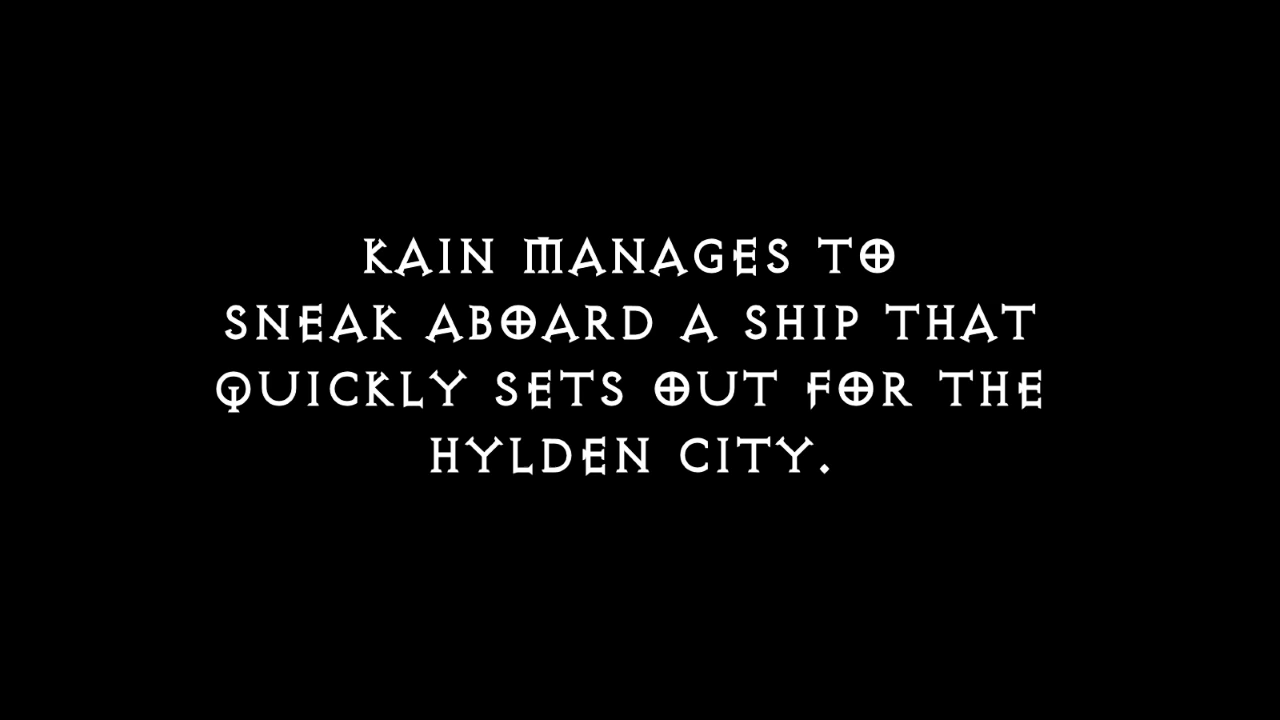 KAIN MANAGES TO
SNEAK ABOARD A SHIP THAT
QUICKLY SETS OUT FOR THE
HYLDEN CITY.